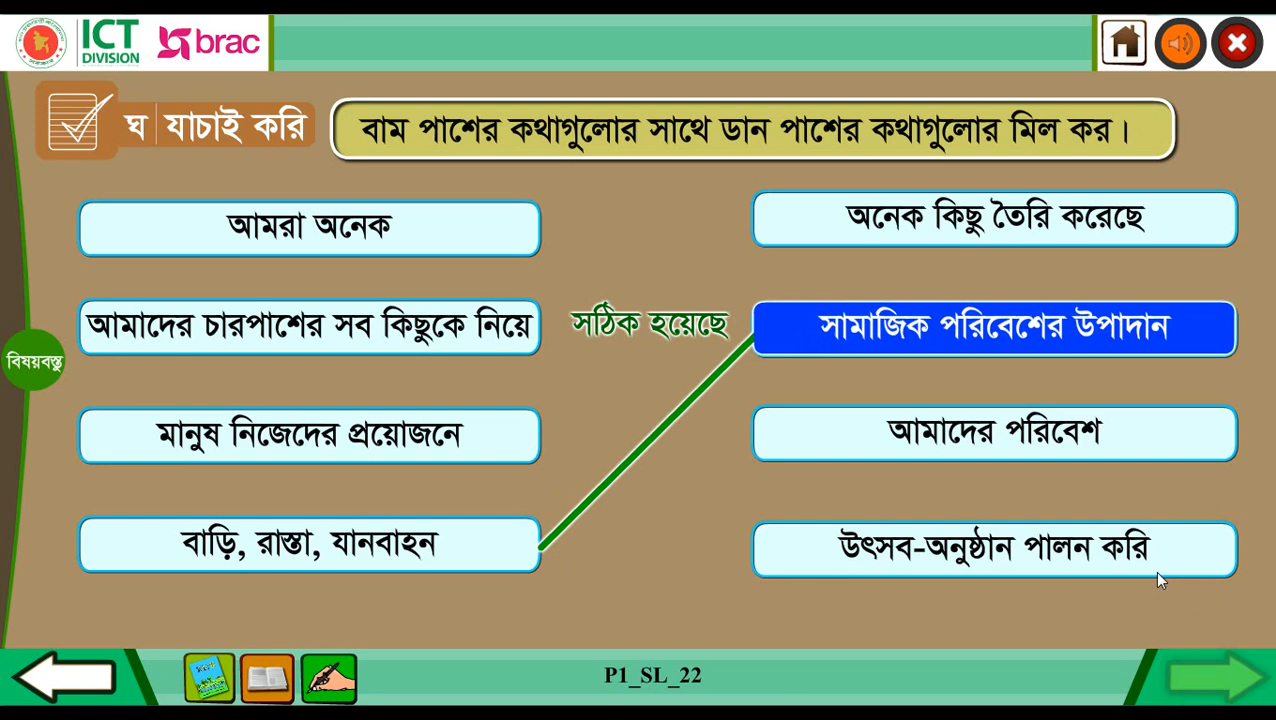 ICT
DIVISION
brac
ঘ যাচাই করি
বাম পাশের কথাগুলোর সাথে ডান পাশের কথাগুলোর মিল কর।
আমরা অনেক
অনেক কিছু তৈরি করেছে
আমাদের চারপাশের সব কিছুকে নিয়ে
সঠিক হয়েছে
সামাজিক পরিবেশের উপাদান
বিষয়বস্তু
মানুষ নিজেদের প্রয়োজনে
আমাদের পরিবেশ
বাড়ি, রাস্তা, যানবাহন
উৎসব-অনুষ্ঠান পালন করি
P1_SL_22